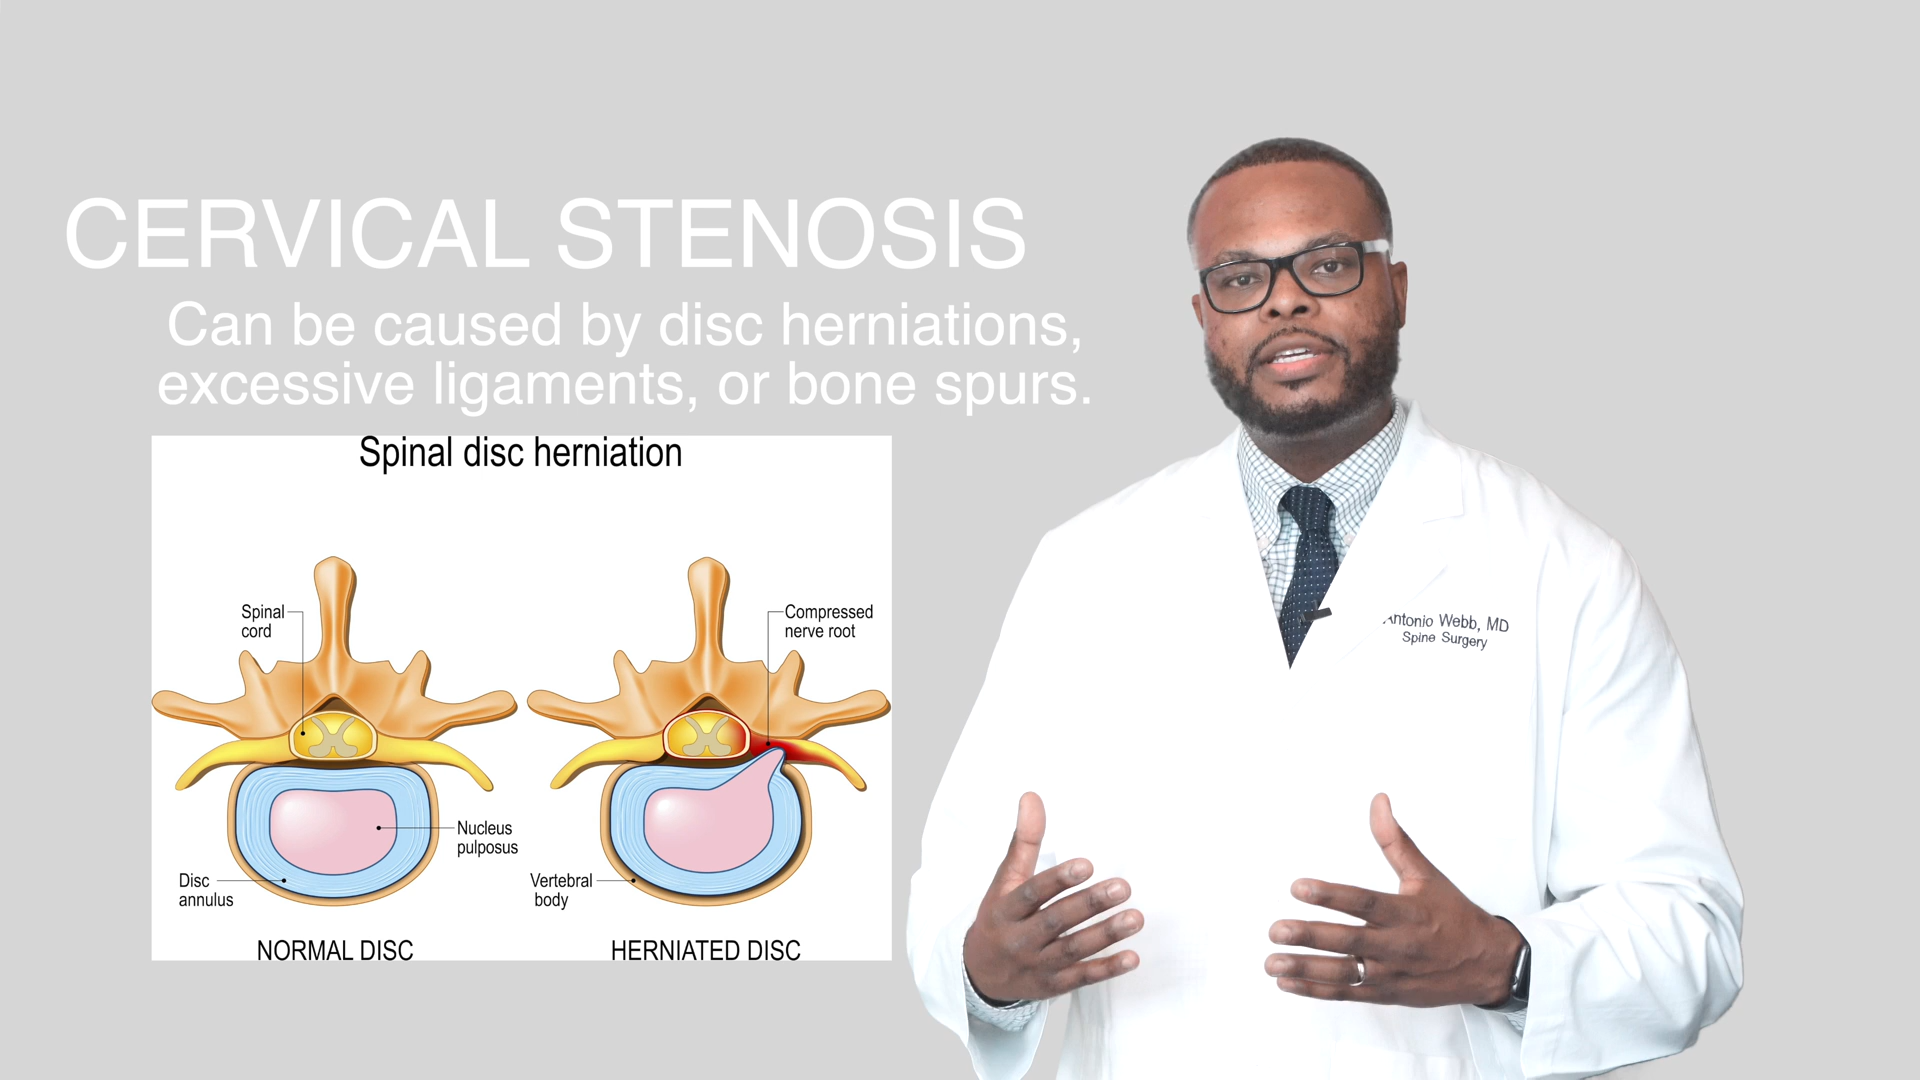 CERVICAL STENOSIS
Can be caused by disc herniations,
excessive ligaments, or bone spurs.
Spinal disc herniation
Spinal
cord
Compressed
nerve root
Nucleus
pulposus
Disc
annulus
Vertebral
body
NORMAL DISC
HERNIATED DISC
Antonio Webb, MD
Spine Surgery